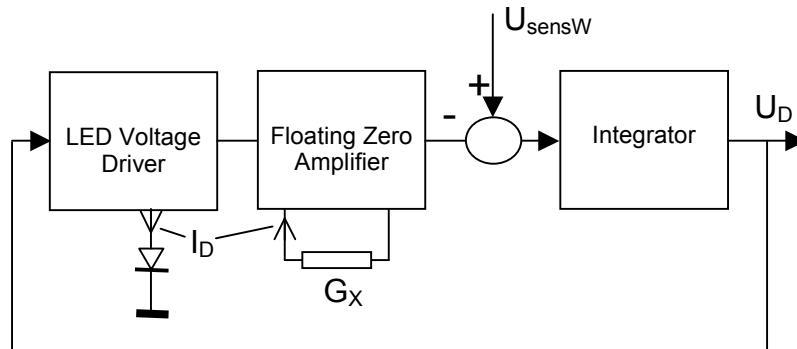 U_sensW
+
-
LED Voltage
Driver
Floating Zero
Amplifier
Integrator
U_D
I_D
G_X